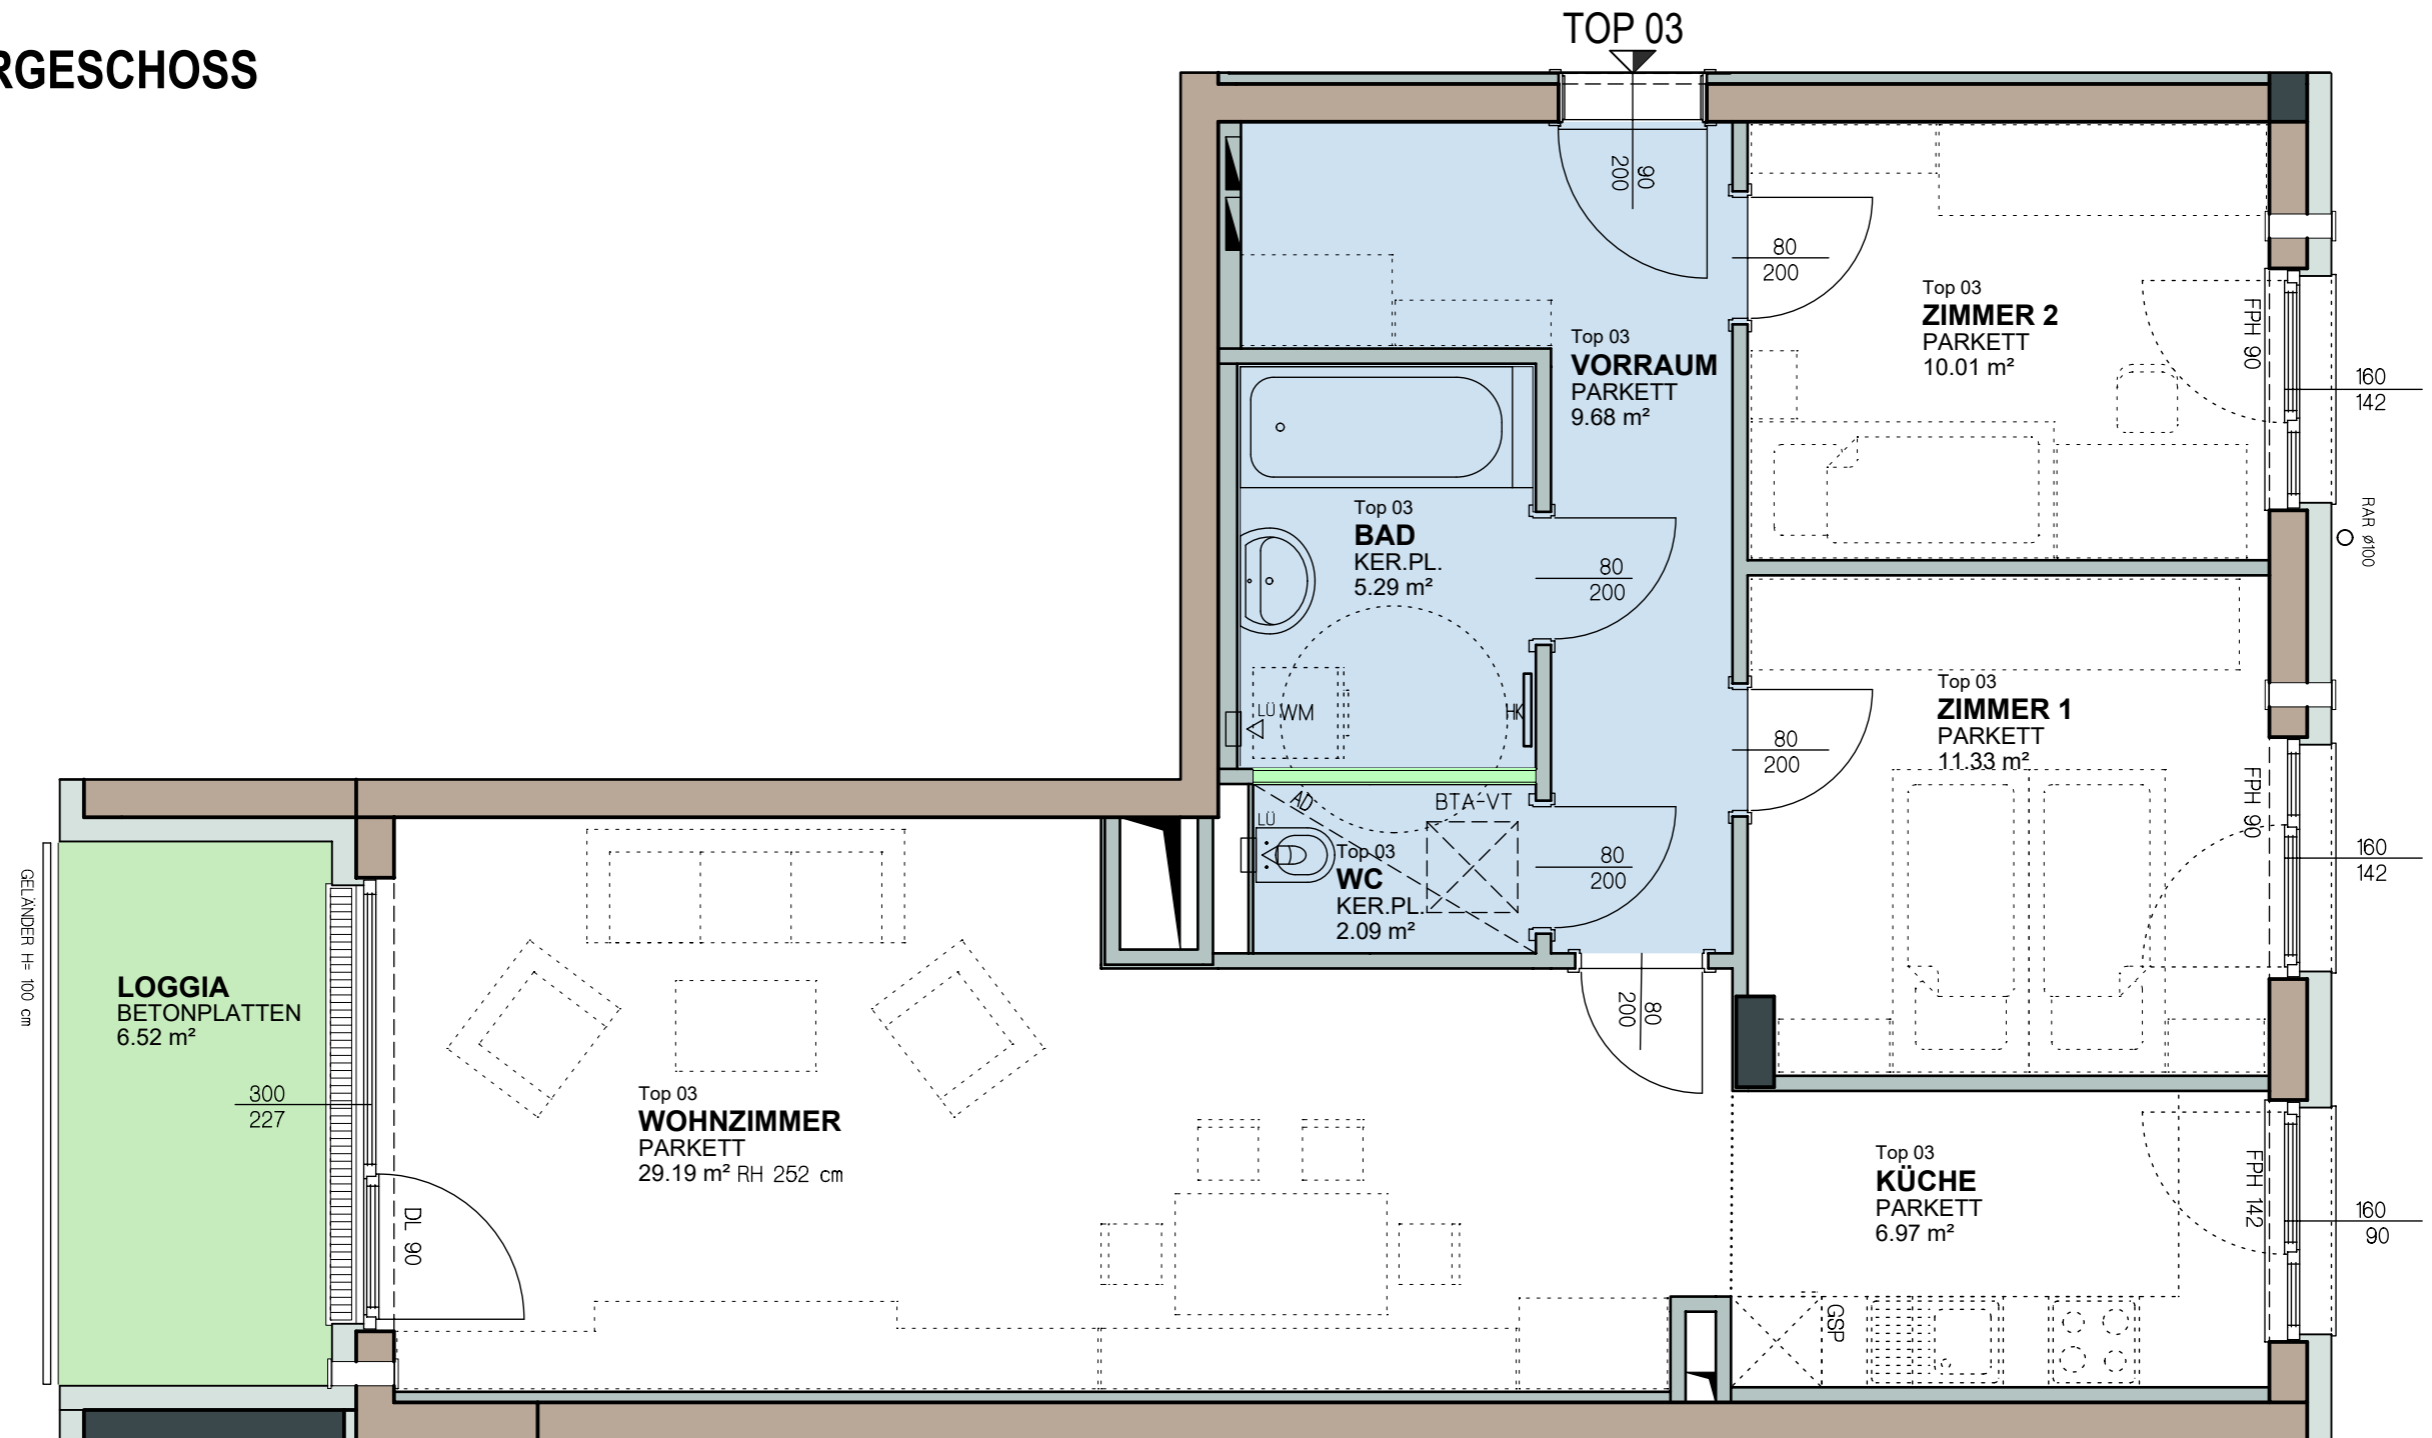 TOP 03
RGESCHOSS
90
200
80
200
Top 03
ZIMMER 2
PARKETT
10.01 m²
FPH 90
160
142
Top 03
VORRAUM
PARKETT
9.68 m²
RAR ø100
Top 03
BAD
KER.PL.
5.29 m²
80
200
LÜ
WM
HK
80
200
Top 03
ZIMMER 1
PARKETT
11.33 m²
FPH 90
160
142
AD
BTA-VT
LÜ
Top 03
WC
KER.PL.
2.09 m²
80
200
GELÄNDER H= 100 cm
LOGGIA
BETONPLATTEN
6.52 m²
300
227
80
200
Top 03
WOHNZIMMER
PARKETT
29.19 m² RH 252 cm
DL 90
Top 03
KÜCHE
PARKETT
6.97 m²
FPH 142
160
90
GSP